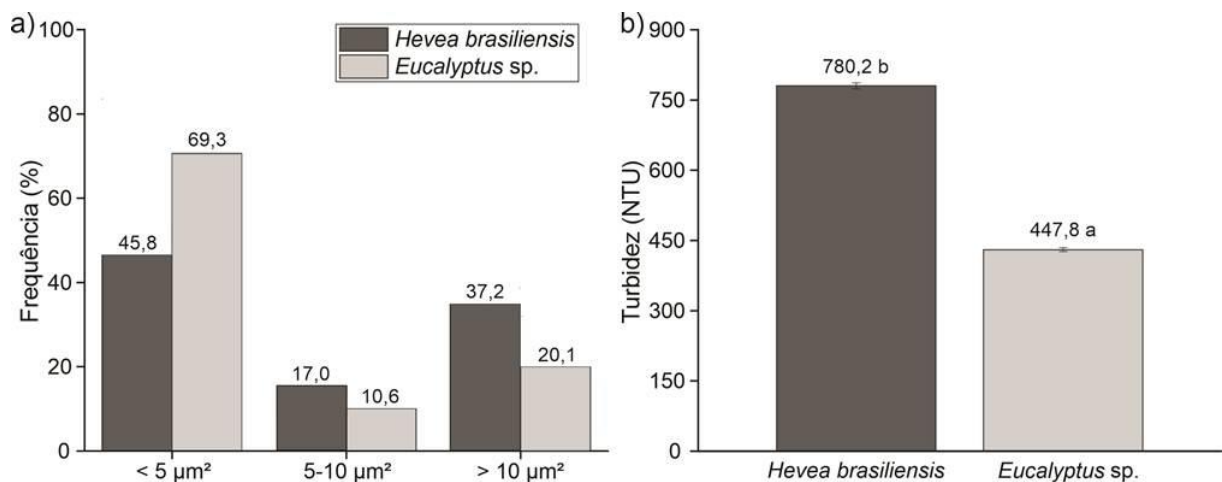 a)
100
80
60
40
20
0
Frequência (%)
Hevea brasiliensis
Eucalyptus sp.
45,8
69,3
17,0
10,6
37,2
20,1
< 5 µm²
5-10 µm²
> 10 µm²
b)
900
750
600
450
300
150
0
Turbidez (NTU)
780,2 b
447,8 a
Hevea brasiliensis
Eucalyptus sp.